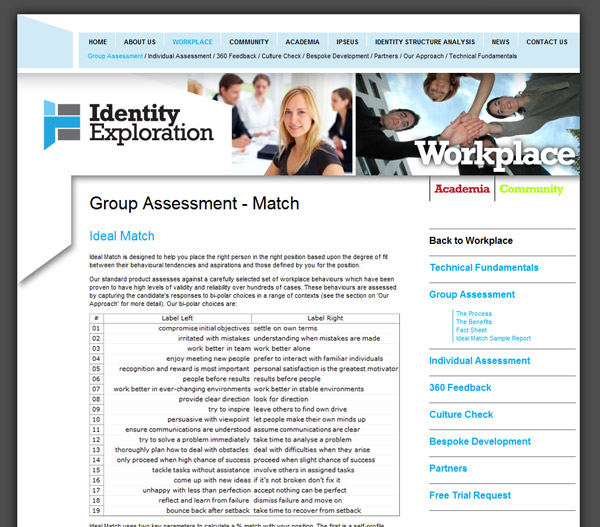 HOME ABOUT US WORKPLACE COMMUNITY ACADEMIA IPSEUS IDENTITY STRUCTURE ANALYSIS NEWS CONTACT US
Group Assessment / Individual Assessment / 360 Feedback / Culture Check / Bespoke Development / Partners / Our Approach / Technical Fundamentals
Identity
Exploration
Workplace
Academia Community
Group Assessment - Match
Ideal Match
Ideal Match is designed to help you place the right person in the right position based upon the degree of fit
between their behavioural tendencies and aspirations and those defined by you for the position.
Our standard product assesses against a carefully selected set of workplace behaviours which have been
proven to have high levels of validity and reliability over hundreds of cases. These behaviours are assessed
by capturing the candidate's responses to bi-polar choices in a range of contexts (see the section on 'Our
Approach' for more detail). Our bi-polar choices are:
# Label Left Label Right
01 compromise initial objectives settle on own terms
02 irritated with mistakes understanding when mistakes are made
03 work better in team work better alone
04 enjoy meeting new people prefer to interact with familiar individuals
05 recognition and reward is most important personal satisfaction is the greatest motivator
06 people before results results before people
07 work better in ever-changing environments work better in stable environments
08 provide clear direction look for direction
09 try to inspire leave others to find own drive
10 persuasive with viewpoint let people make their own minds up
11 ensure communications are understood assume communications are clear
12 try to solve a problem immediately take time to analyse a problem
13 thoroughly plan how to deal with obstacles deal with difficulties when they arise
14 only proceed when high chance of success proceed when slight chance of success
15 tackle tasks without assistance involve others in assigned tasks
16 come up with new ideas if it's not broken don't fix it
17 unhappy with less than perfection accept nothing can be perfect
18 reflect and learn from failure dismiss failure and move on
19 bounce back after setback take time to recover from setback
Ideal Match uses two key parameters to calculate a % match with your position. The first is a self-profile
Back to Workplace
Technical Fundamentals
Group Assessment
The Process
The Benefits
Fact Sheet
Ideal Match Sample Report
Individual Assessment
360 Feedback
Culture Check
Bespoke Development
Partners
Free Trial Request